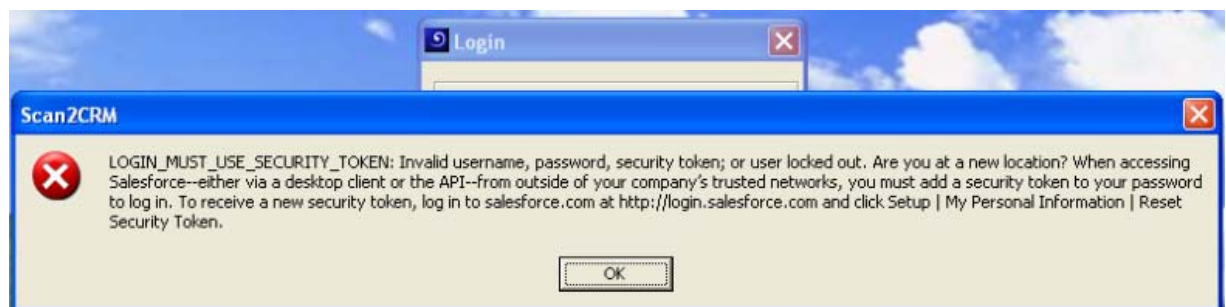 Login
Scan2CRM
LOGIN_MUST_USE_SECURITY_TOKEN: Invalid username, password, security token; or user locked out. Are you at a new location? When accessing
Salesforce--either via a desktop client or the API--from outside of your company's trusted networks, you must add a security token to your password
to log in. To receive a new security token, log in to salesforce.com at http://login.salesforce.com and click Setup | My Personal Information | Reset
Security Token.
OK